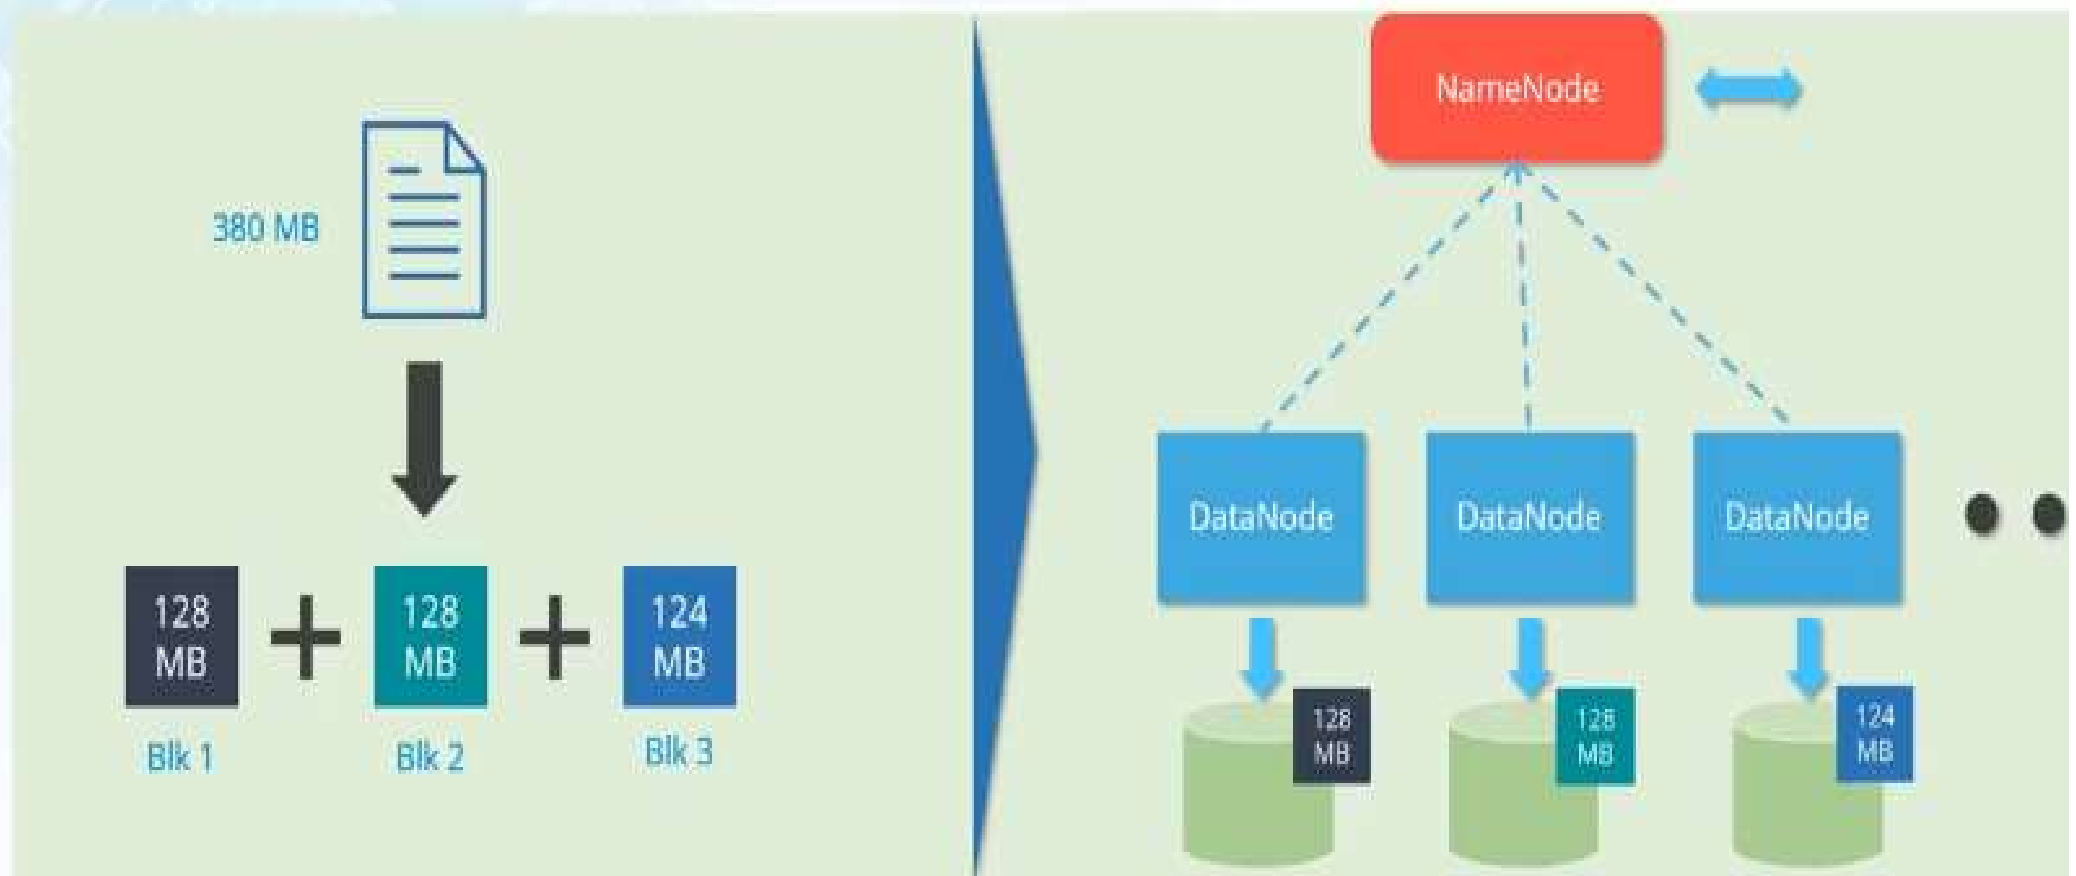 380 MB
128
MB
128
MB
124
MB
Blk 1
Blk 2
Blk 3
NameNode
DataNode
DataNode
DataNode
128
MB
128
MB
124
MB